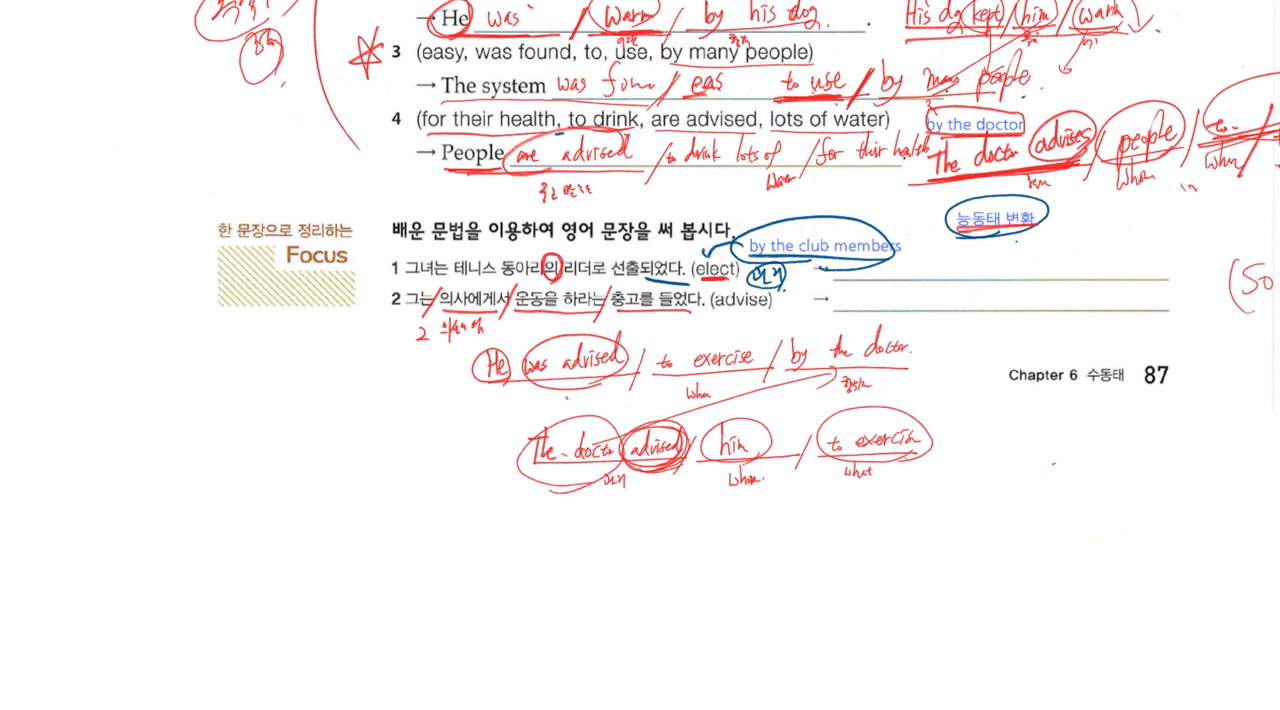 → He was / warm / by his dog.
His dog kept / him / warm
3 (easy, was found, to, use, by many people)
→ The system was foun / eas to use / by many people.
4 (for their health, to drink, are advised, lots of water)
by the doctor
→ People are advised / to drink lots of water / for their health
The doctor advises / people / to
whom
능동태 변환
한 문장으로 정리하는
Focus
배운 문법을 이용하여 영어 문장을 써 봅시다.
by the club members
1 그녀는 테니스 동아리의 리더로 선출되었다. (elect) →
2 그는 의사에게서 운동을 하라는 충고를 들었다. (advise) →
He was advised / to exercise / by the doctor.
Chapter 6 수동태 87
The doctor advised / him / to exercise
whom. what